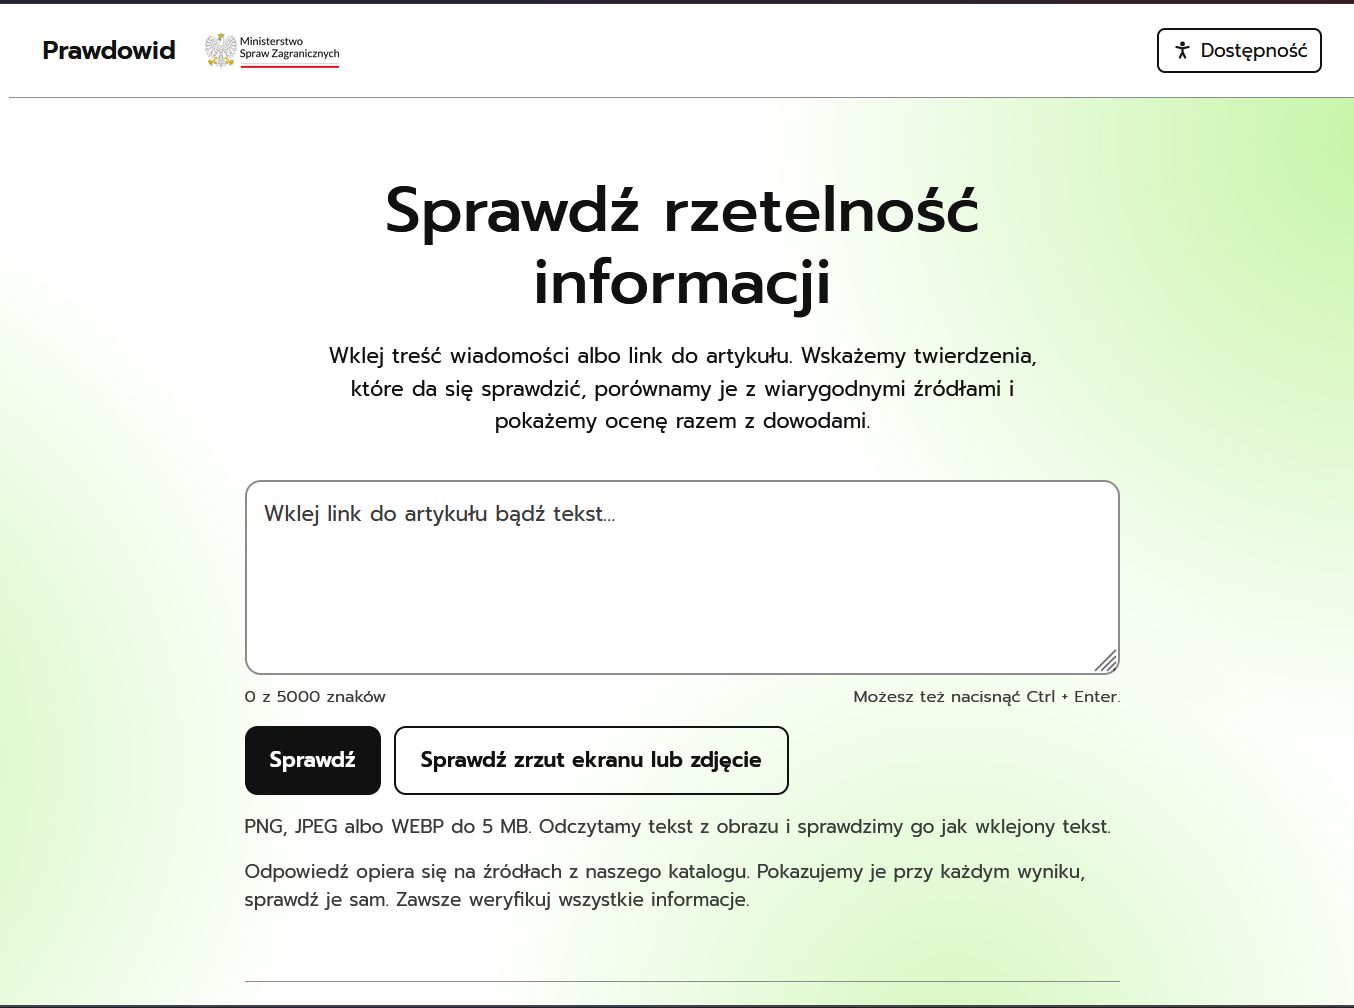 Prawdowid
Ministerstwo
Spraw Zagranicznych
Dostępność
Sprawdź rzetelność
informacji
Wklej treść wiadomości albo link do artykułu. Wskażemy twierdzenia,
które da się sprawdzić, porównamy je z wiarygodnymi źródłami i
pokażemy ocenę razem z dowodami.
Wklej link do artykułu bądź tekst...
0 z 5000 znaków
Możesz też nacisnąć Ctrl + Enter.
Sprawdź
Sprawdź zrzut ekranu lub zdjęcie
PNG, JPEG albo WEBP do 5 MB. Odczytamy tekst z obrazu i sprawdzimy go jak wklejony tekst.
Odpowiedź opiera się na źródłach z naszego katalogu. Pokazujemy je przy każdym wyniku,
sprawdź je sam. Zawsze weryfikuj wszystkie informacje.